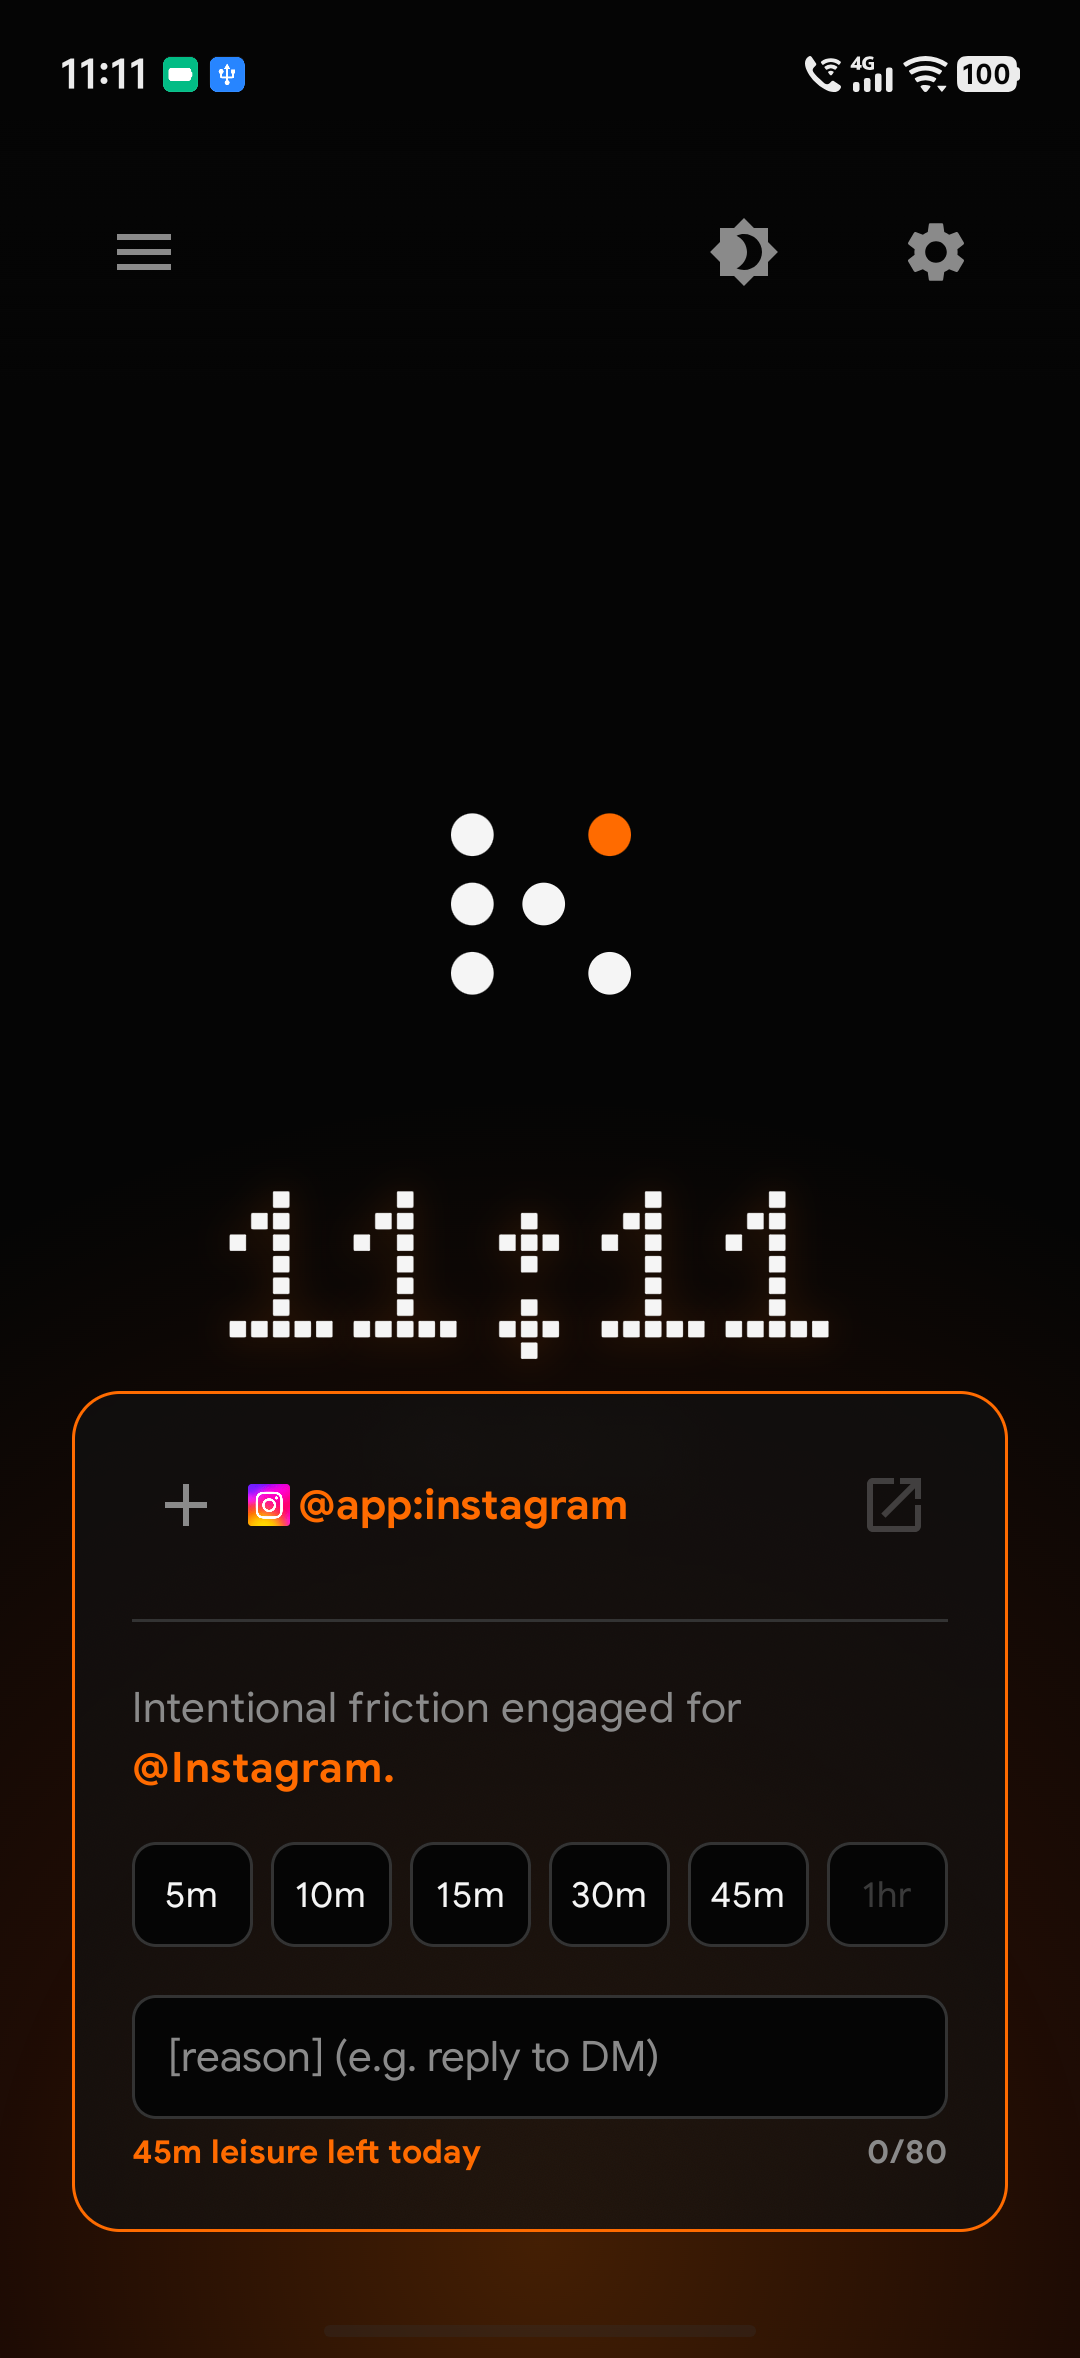 11:11
4G
100
11:11
@app:instagram
Intentional friction engaged for
@Instagram.
5m 10m 15m 30m 45m 1hr
[reason] (e.g. reply to DM)
45m leisure left today 0/80